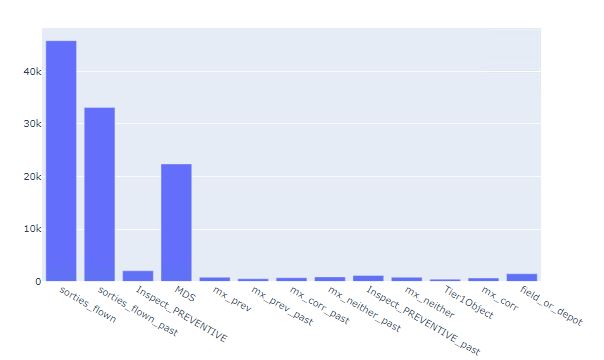 40k
30k
20k
10k
0
sorties_flown
sorties_flown_past
Inspect_PREVENTIVE
MDS
mx_prev
mx_prev_past
mx_corr_past
mx_neither_past
Inspect_PREVENTIVE_past
mx_neither
Tier1Object
mx_corr
field_or_depot